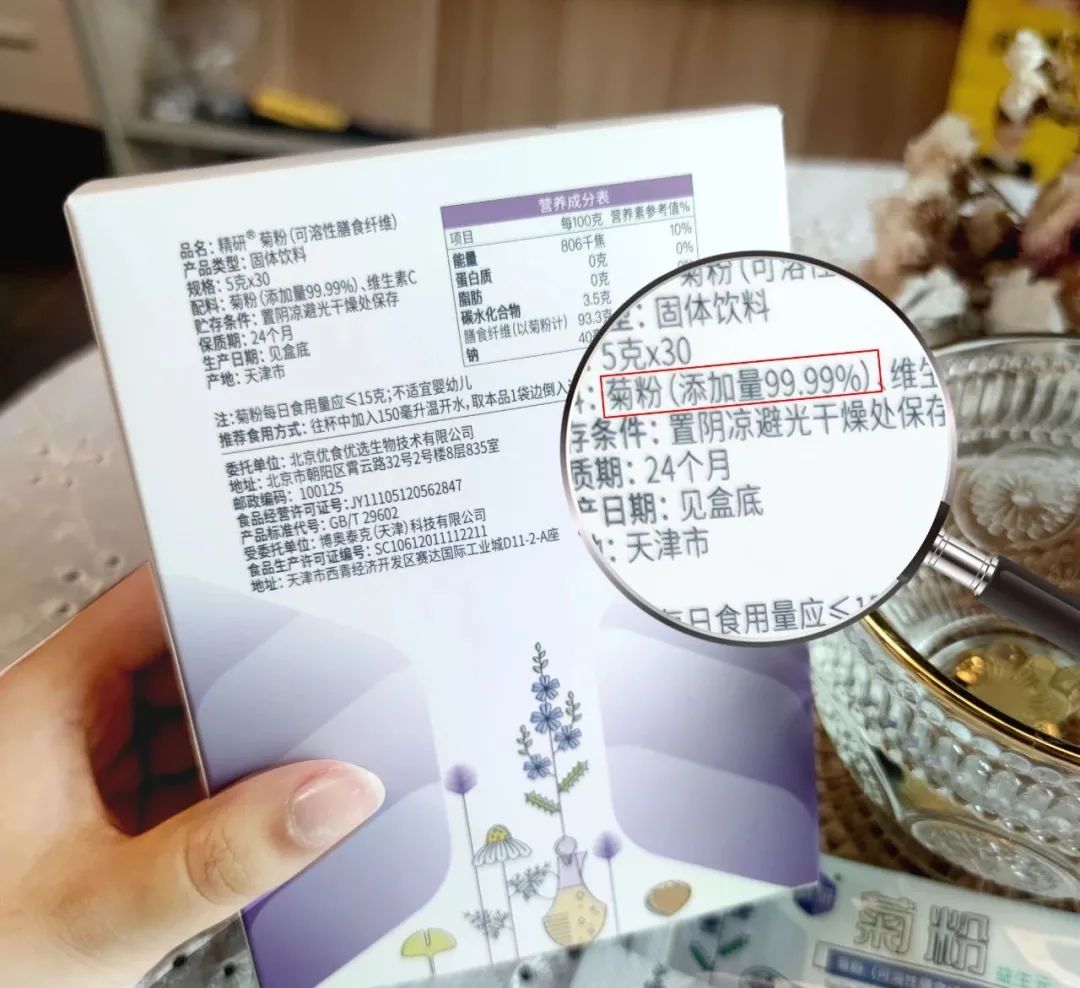 品名：精研® 菊粉(可溶性膳食纤维)
产品类型：固体饮料
规格：5克x30
配料：菊粉(添加量99.99%)、维生素C
贮存条件：置阴凉避光干燥处保存
保质期：24个月
生产日期：见盒底
产地：天津市
营养成分表
项目 每100克 营养素参考值%
能量 806千焦 10%
蛋白质 0克 0%
脂肪 0克
碳水化合物 3.5克
膳食纤维(以菊粉计) 93.3
钠
注：菊粉每日食用量应≤15克；不适宜婴幼儿
推荐食用方式：往杯中加入150毫升温开水，取本品1袋边倒入
委托单位：北京优食优选生物技术有限公司
地址：北京市朝阳区霄云路32号2号楼8层835室
邮政编码：100125
食品经营许可证号：JY11105120562847
产品标准代号：GB/T 29602
受委托单位：博奥泰克(天津)科技有限公司
食品生产许可证编号：SC10612011112211
地址：天津市西青经济开发区赛达国际工业城D11-2-A座
菊粉(可溶
固体饮料
5克x30
菊粉(添加量99.99%)、维生
存条件：置阴凉避光干燥处保存
质期：24个月
产日期：见盒底
天津市
每日食用量应≤1
菊粉
益生元